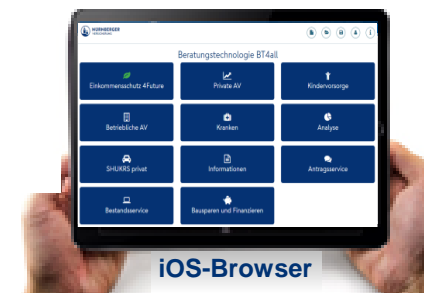 NÜRNBERGER
VERSICHERUNG
Beratungstechnologie BT4all
Einkommensschutz 4Future
Private AV
Kindervorsorge
Betriebliche AV
Kranken
Analyse
SHUKRS privat
Informationen
Antragsservice
Bestandsservice
Bausparen und Finanzieren
iOS-Browser